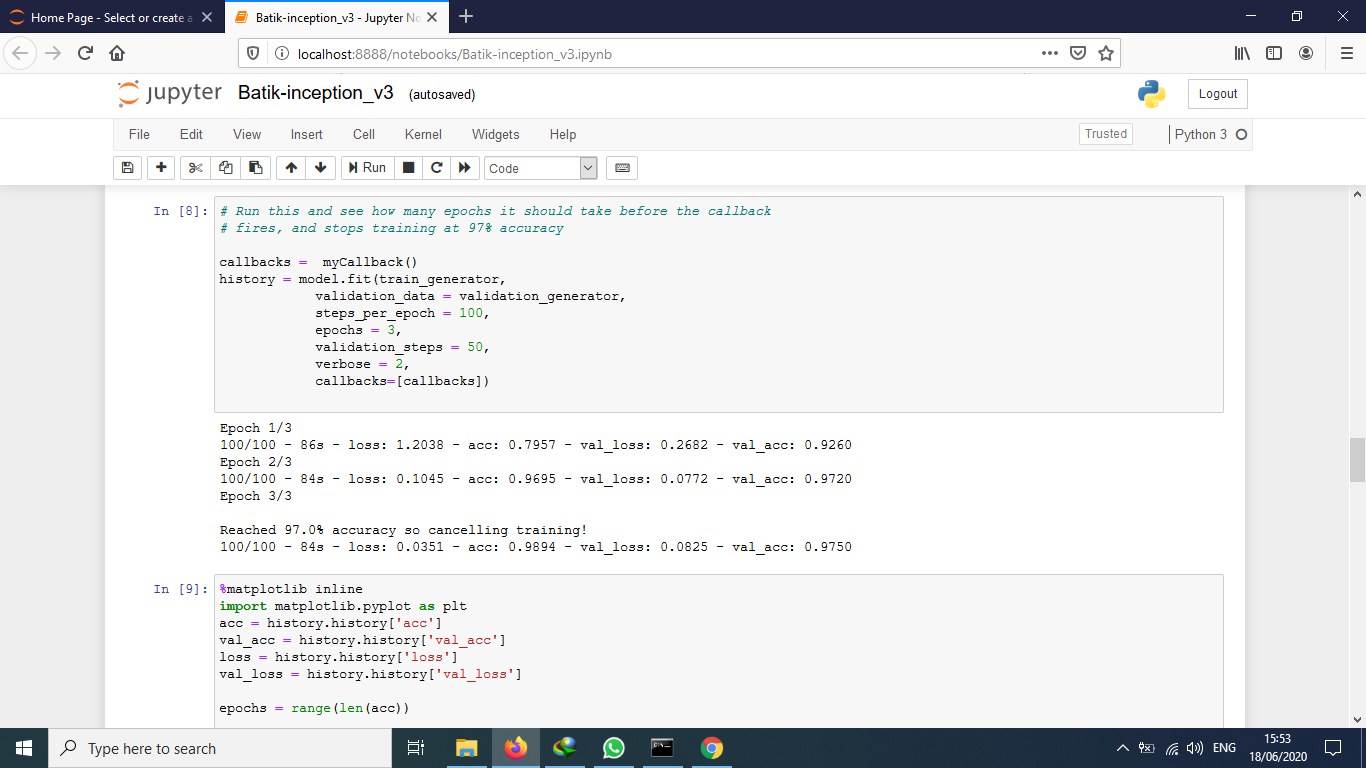 Home Page - Select or create a
Batik-inception_v3 - Jupyter No
localhost:8888/notebooks/Batik-inception_v3.ipynb
jupyter Batik-inception_v3 (autosaved)
Logout
File Edit View Insert Cell Kernel Widgets Help
Trusted
Python 3
Run
Code
In [8]:
# Run this and see how many epochs it should take before the callback
# fires, and stops training at 97% accuracy
callbacks =  myCallback()
history = model.fit(train_generator,
            validation_data = validation_generator,
            steps_per_epoch = 100,
            epochs = 3,
            validation_steps = 50,
            verbose = 2,
            callbacks=[callbacks])
Epoch 1/3
100/100 - 86s - loss: 1.2038 - acc: 0.7957 - val_loss: 0.2682 - val_acc: 0.9260
Epoch 2/3
100/100 - 84s - loss: 0.1045 - acc: 0.9695 - val_loss: 0.0772 - val_acc: 0.9720
Epoch 3/3
Reached 97.0% accuracy so cancelling training!
100/100 - 84s - loss: 0.0351 - acc: 0.9894 - val_loss: 0.0825 - val_acc: 0.9750
In [9]:
%matplotlib inline
import matplotlib.pyplot as plt
acc = history.history['acc']
val_acc = history.history['val_acc']
loss = history.history['loss']
val_loss = history.history['val_loss']
epochs = range(len(acc))
Type here to search
ENG
15:53
18/06/2020